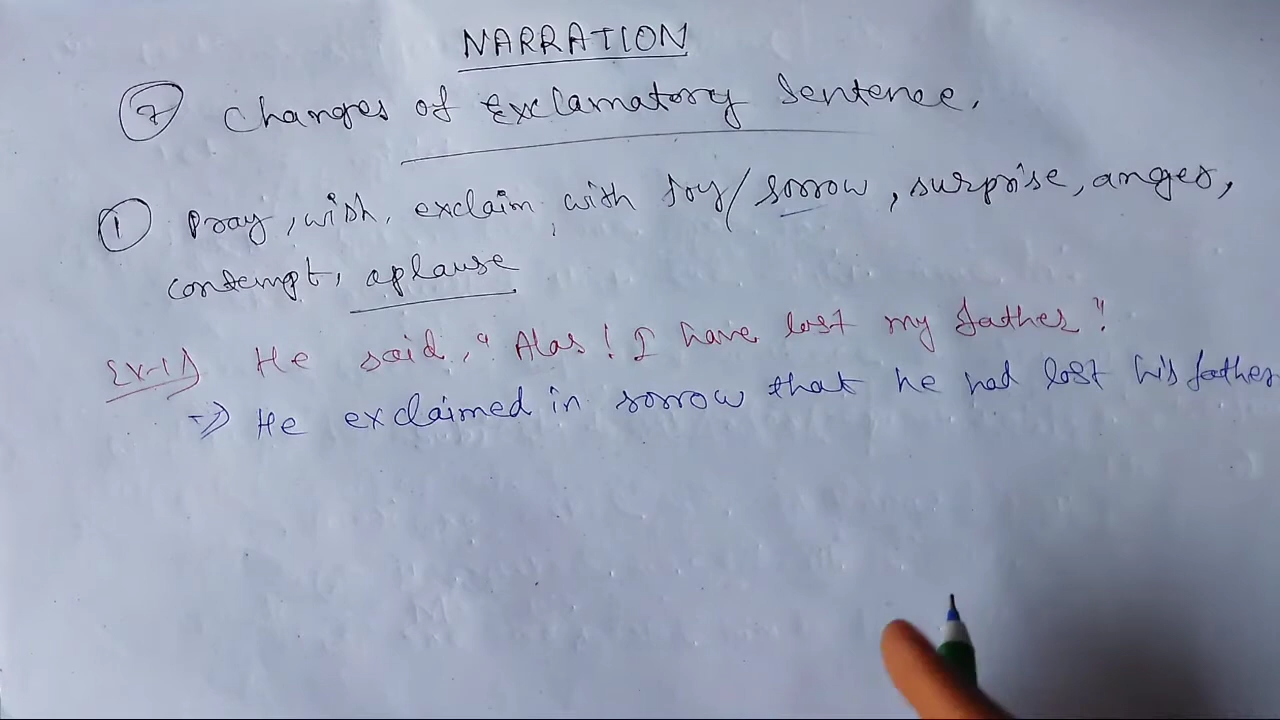 NARRATION
7 Changes of Exclamatory Sentence.
1 pray, wish, exclaim, with joy/sorrow, surprise, anger,
contempt, aplause
Ex-1) He said, "Alas! I have lost my father".
⇒ He exclaimed in sorrow that he had lost his father